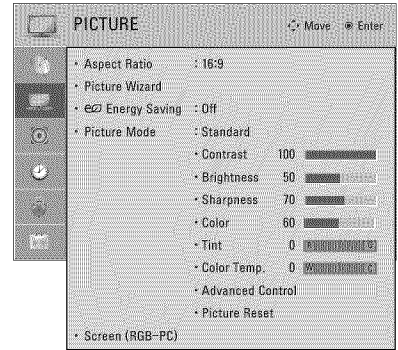 PICTURE Move Enter
• Aspect Ratio : 16:9
• Picture Wizard
• eco Energy Saving : Off
• Picture Mode : Standard
• Contrast 100
• Brightness 50
• Sharpness 70
• Color 60
• Tint 0 R G
• Color Temp. 0 W C
• Advanced Control
• Picture Reset
• Screen (RGB-PC)